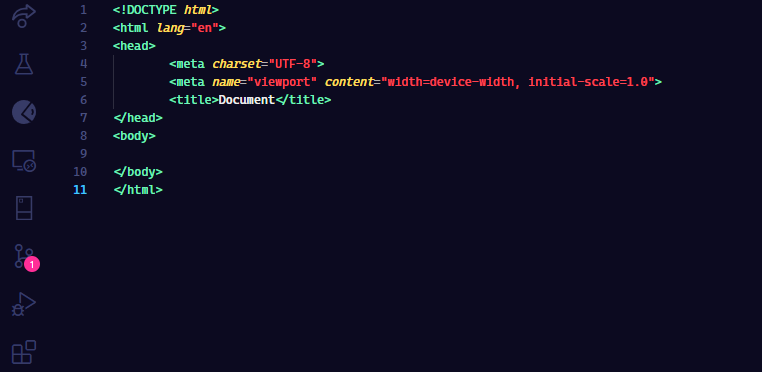 1 <!DOCTYPE html>
2 <html lang="en">
3 <head>
4 <meta charset="UTF-8">
5 <meta name="viewport" content="width=device-width, initial-scale=1.0">
6 <title>Document</title>
7 </head>
8 <body>
9
10 </body>
11 </html>
1